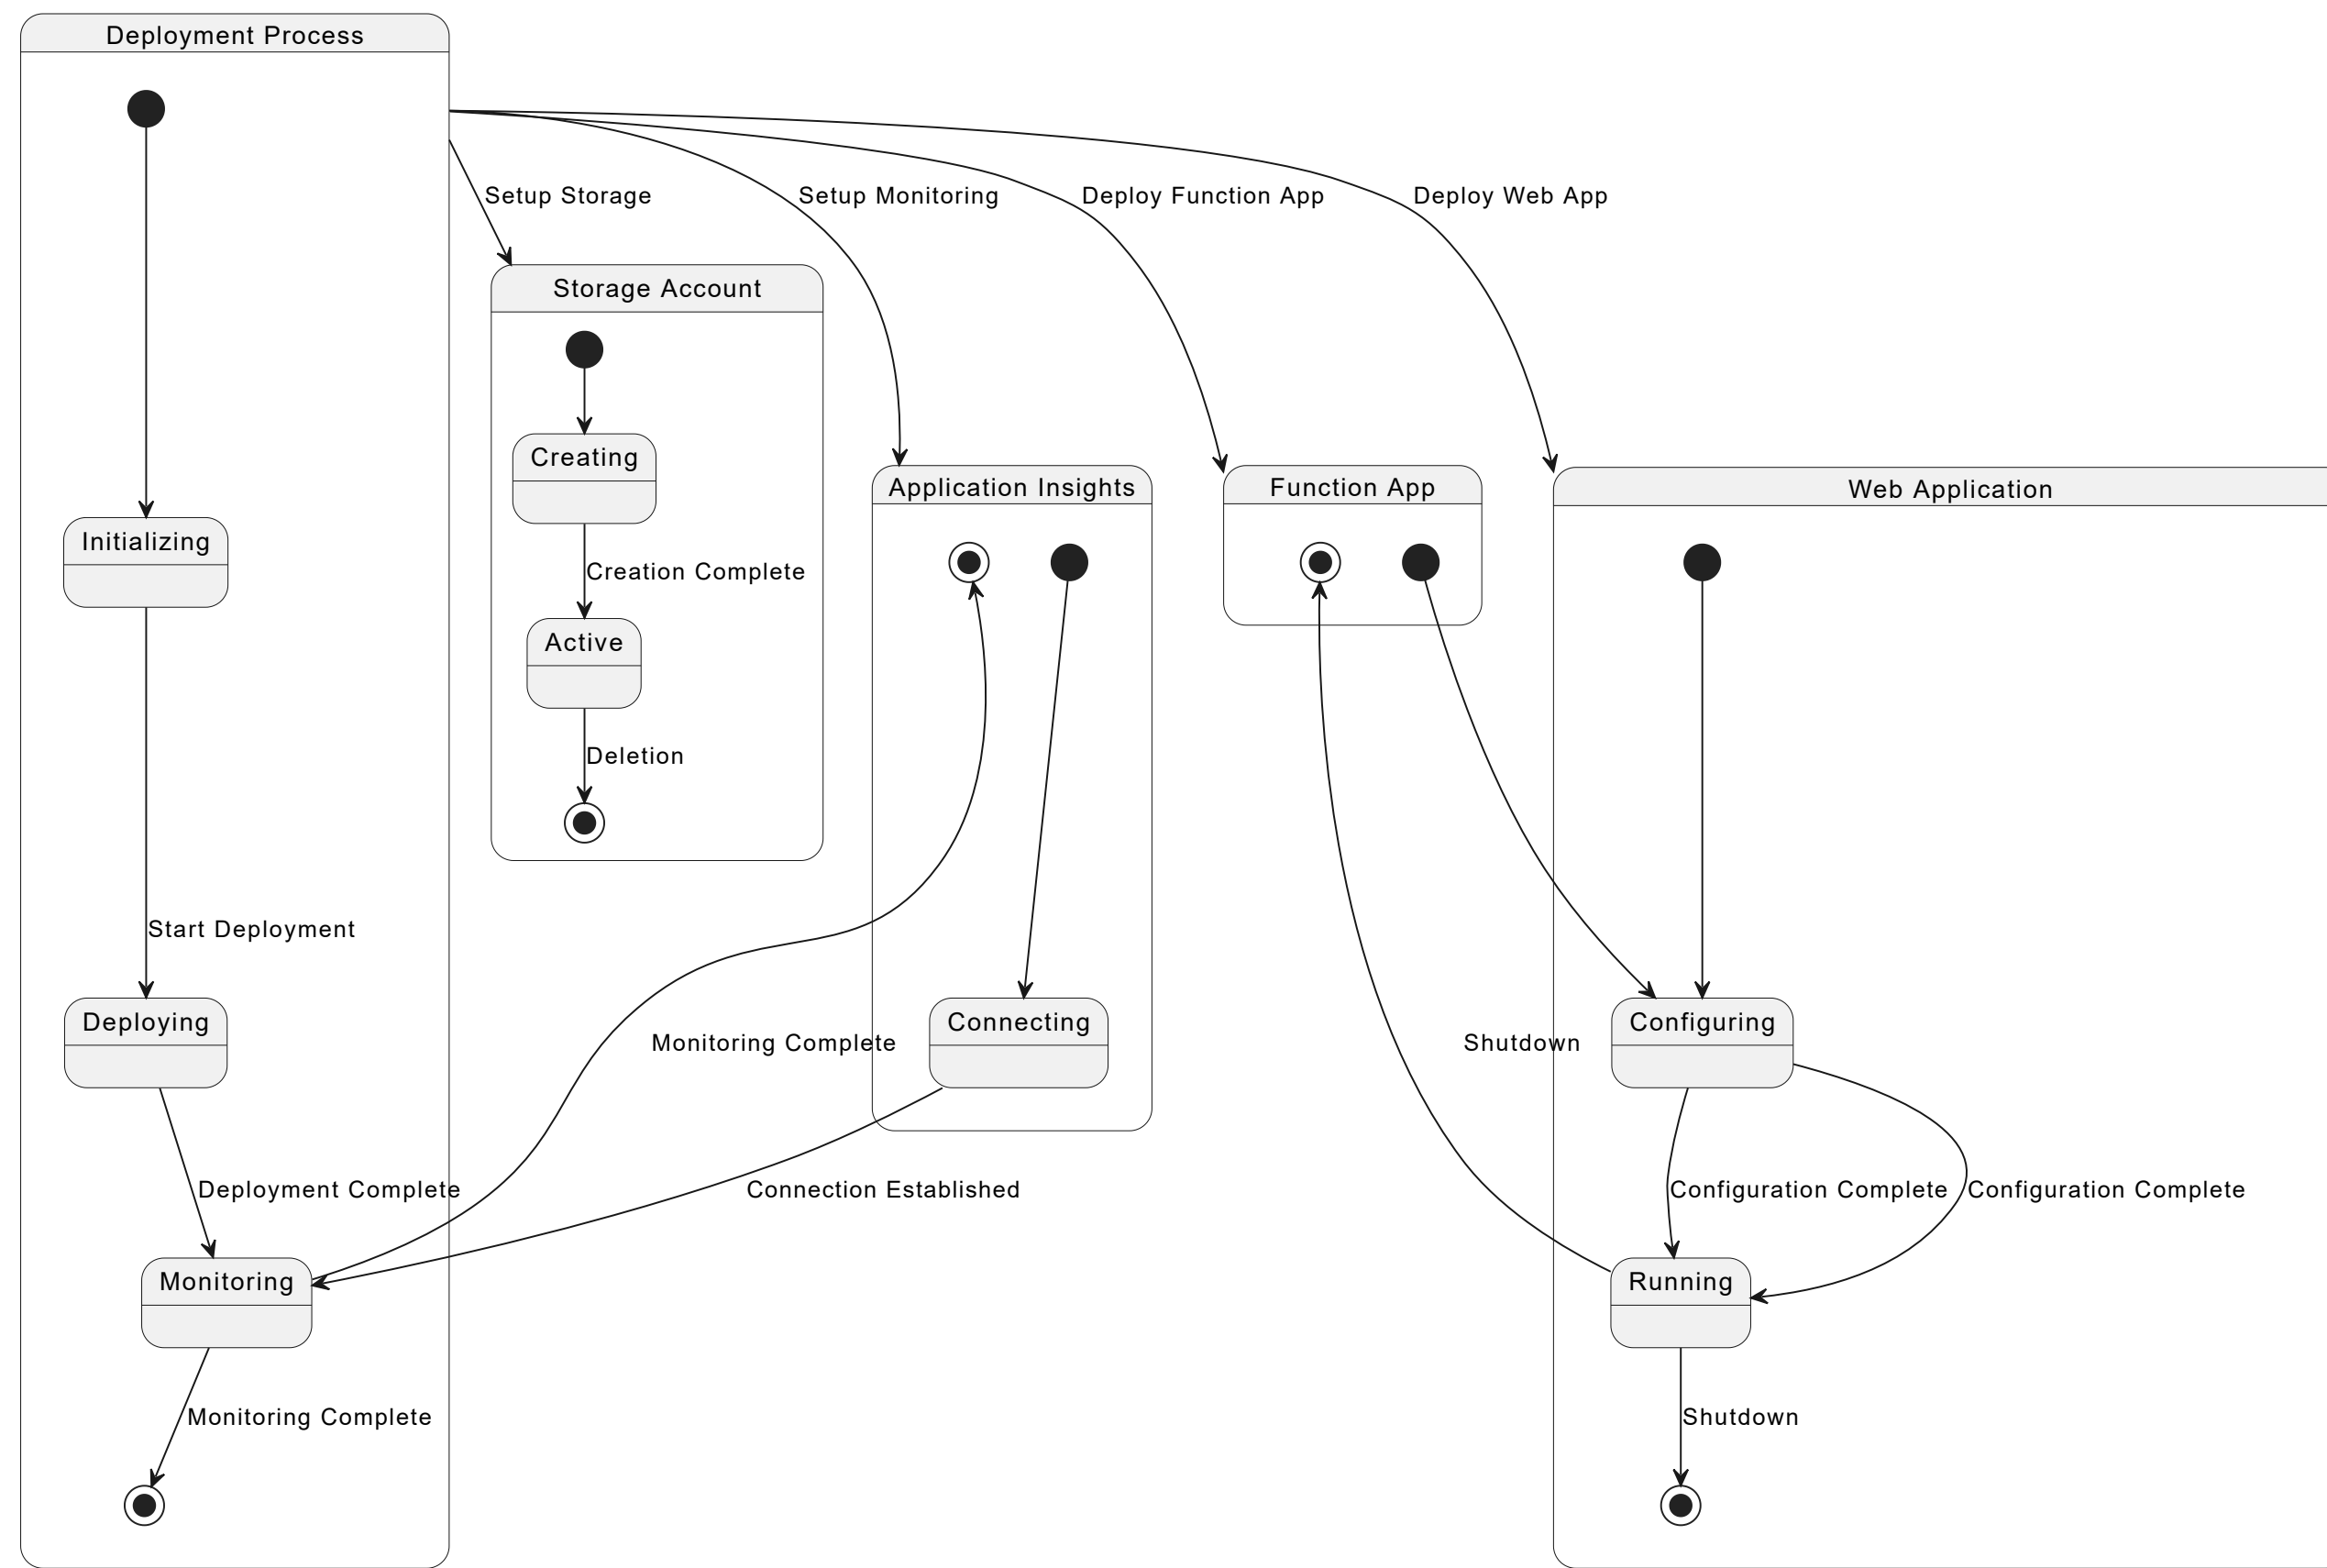 Deployment Process
Setup Storage
Setup Monitoring
Deploy Function App
Deploy Web App
Storage Account
Application Insights
Function App
Web Application
Creating
Initializing
Creation Complete
Active
Deletion
Start Deployment
Deploying
Connecting
Configuring
Monitoring Complete
Shutdown
Deployment Complete
Connection Established
Configuration Complete
Configuration Complete
Monitoring
Running
Monitoring Complete
Shutdown